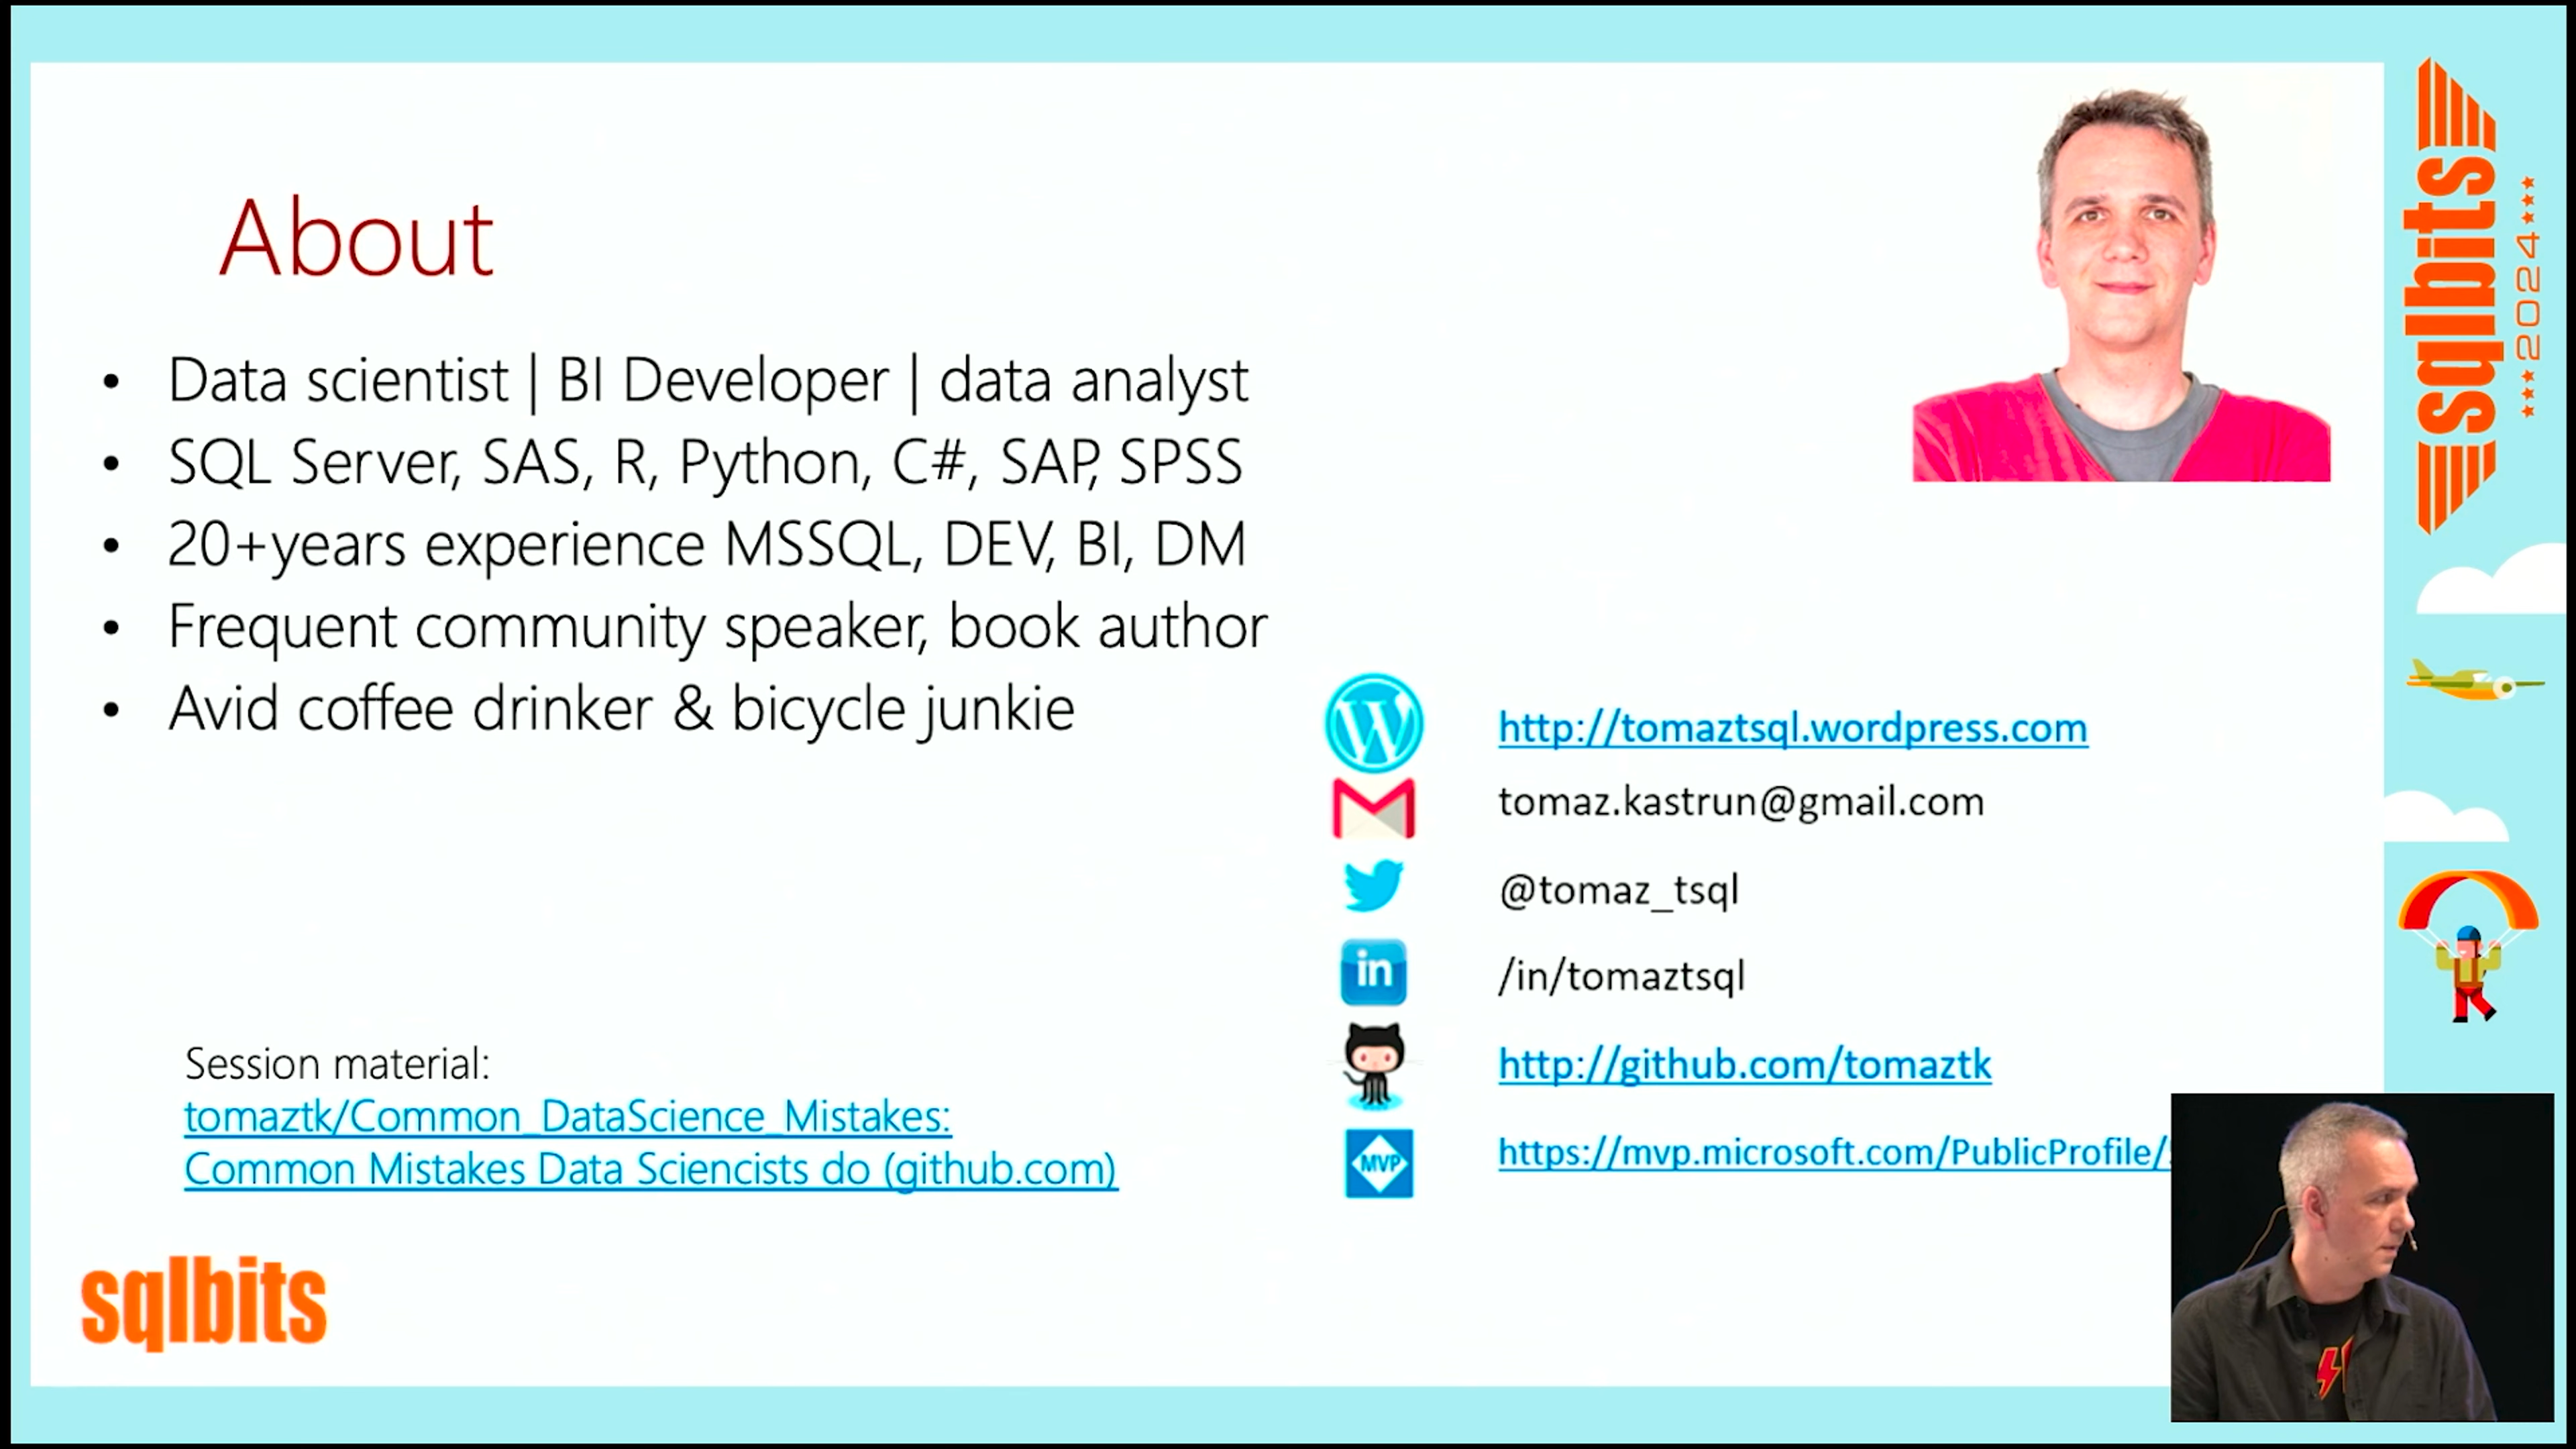 About
• Data scientist | BI Developer | data analyst
• SQL Server, SAS, R, Python, C#, SAP, SPSS
• 20+years experience MSSQL, DEV, BI, DM
• Frequent community speaker, book author
• Avid coffee drinker & bicycle junkie
http://tomaztsql.wordpress.com
tomaz.kastrun@gmail.com
@tomaz_tsql
in
/in/tomaztsql
http://github.com/tomaztk
MVP
https://mvp.microsoft.com/PublicProfile/
Session material:
tomaztk/Common_DataScience_Mistakes:
Common Mistakes Data Sciencists do (github.com)
sqlbits
sqlbits
2024